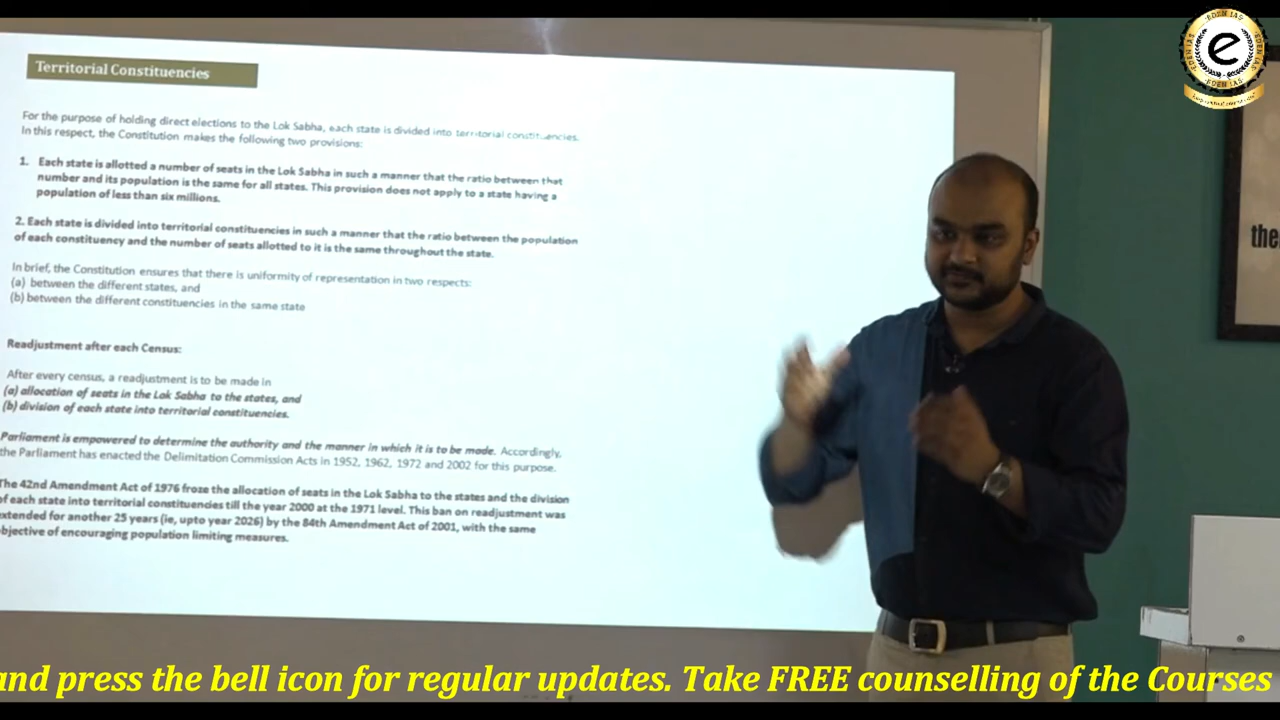 Territorial Constituencies
EDEN IAS
For the purpose of holding direct elections to the Lok Sabha, each state is divided into territorial constituencies.
In this respect, the Constitution makes the following two provisions:
1. Each state is allotted a number of seats in the Lok Sabha in such a manner that the ratio between that
number and its population is the same for all states. This provision does not apply to a state having a
population of less than six millions.
2. Each state is divided into territorial constituencies in such a manner that the ratio between the population
of each constituency and the number of seats allotted to it is the same throughout the state.
In brief, the Constitution ensures that there is uniformity of representation in two respects:
(a) between the different states, and
(b) between the different constituencies in the same state
Readjustment after each Census:
After every census, a readjustment is to be made in
(a) allocation of seats in the Lok Sabha to the states, and
(b) division of each state into territorial constituencies.
Parliament is empowered to determine the authority and the manner in which it is to be made. Accordingly,
the Parliament has enacted the Delimitation Commission Acts in 1952, 1962, 1972 and 2002 for this purpose.
The 42nd Amendment Act of 1976 froze the allocation of seats in the Lok Sabha to the states and the division
of each state into territorial constituencies till the year 2000 at the 1971 level. This ban on readjustment was
extended for another 25 years (ie, upto year 2026) by the 84th Amendment Act of 2001, with the same
objective of encouraging population limiting measures.
the
and press the bell icon for regular updates. Take FREE counselling of the Courses